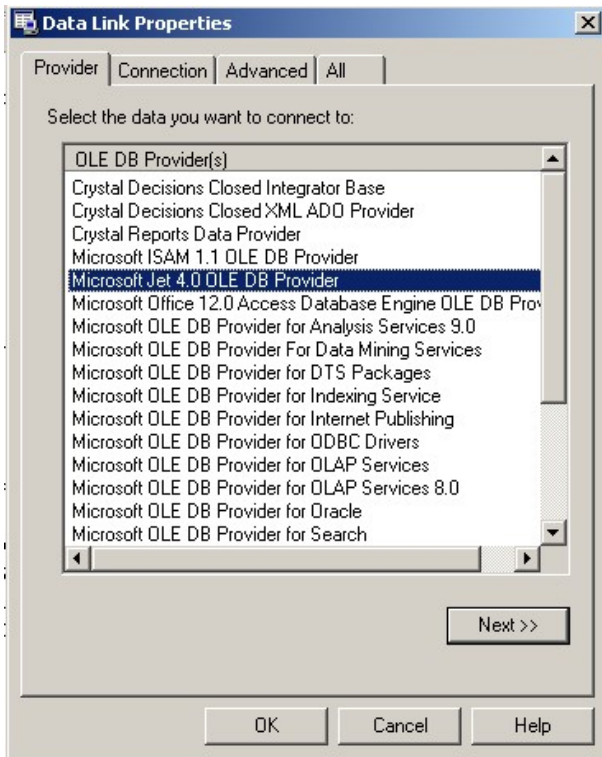 Data Link Properties
Provider Connection Advanced All
Select the data you want to connect to:
OLE DB Provider(s)
Crystal Decisions Closed Integrator Base
Crystal Decisions Closed XML ADO Provider
Crystal Reports Data Provider
Microsoft ISAM 1.1 OLE DB Provider
Microsoft Jet 4.0 OLE DB Provider
Microsoft Office 12.0 Access Database Engine OLE DB Prov
Microsoft OLE DB Provider for Analysis Services 9.0
Microsoft OLE DB Provider For Data Mining Services
Microsoft OLE DB Provider for DTS Packages
Microsoft OLE DB Provider for Indexing Service
Microsoft OLE DB Provider for Internet Publishing
Microsoft OLE DB Provider for ODBC Drivers
Microsoft OLE DB Provider for OLAP Services
Microsoft OLE DB Provider for OLAP Services 8.0
Microsoft OLE DB Provider for Oracle
Microsoft OLE DB Provider for Search
Next >>
OK Cancel Help